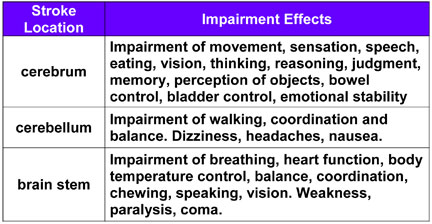 Stroke Location
Impairment Effects
cerebrum
Impairment of movement, sensation, speech,
eating, vision, thinking, reasoning, judgment,
memory, perception of objects, bowel
control, bladder control, emotional stability
cerebellum
Impairment of walking, coordination and
balance. Dizziness, headaches, nausea.
brain stem
Impairment of breathing, heart function, body
temperature control, balance, coordination,
chewing, speaking, vision. Weakness,
paralysis, coma.